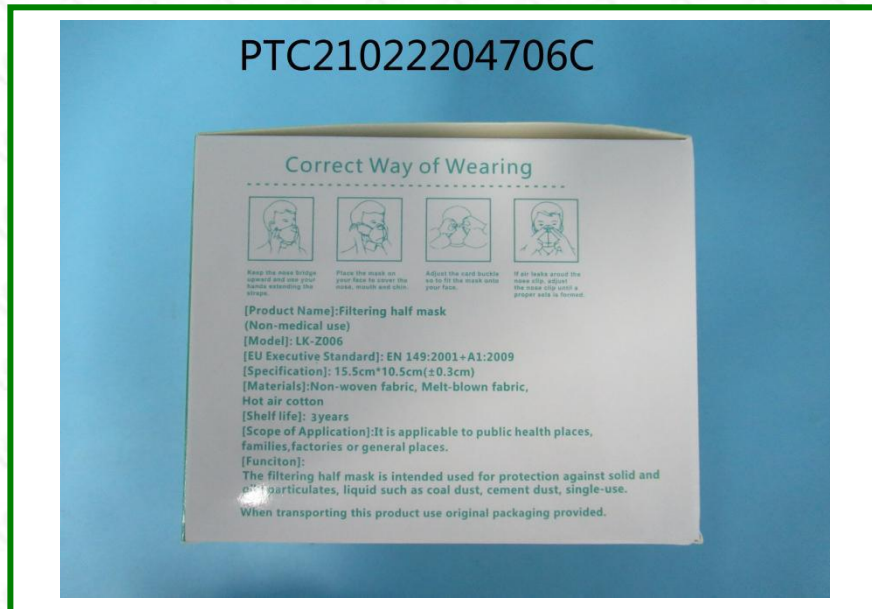 PTC21022204706C
Correct Way of Wearing
Keep the nose bridge
upward and use your
hands extending the
straps.
Place the mask on
your face to cover the
nose, mouth and chin.
Adjust the card buckle
so to fit the mask onto
your face.
If air leaks aroud the
nose clip, adjust
the nose clip until a
proper sels is formed.
[Product Name]:Filtering half mask
(Non-medical use)
[Model]: LK-Z006
[EU Executive Standard]: EN 149:2001+A1:2009
[Specification]: 15.5cm*10.5cm(±0.3cm)
[Materials]:Non-woven fabric, Melt-blown fabric,
Hot air cotton
[Shelf life]: 3years
[Scope of Application]:It is applicable to public health places,
families,factories or general places.
[Funciton]:
The filtering half mask is intended used for protection against solid and
particulates, liquid such as coal dust, cement dust, single-use.
When transporting this product use original packaging provided.